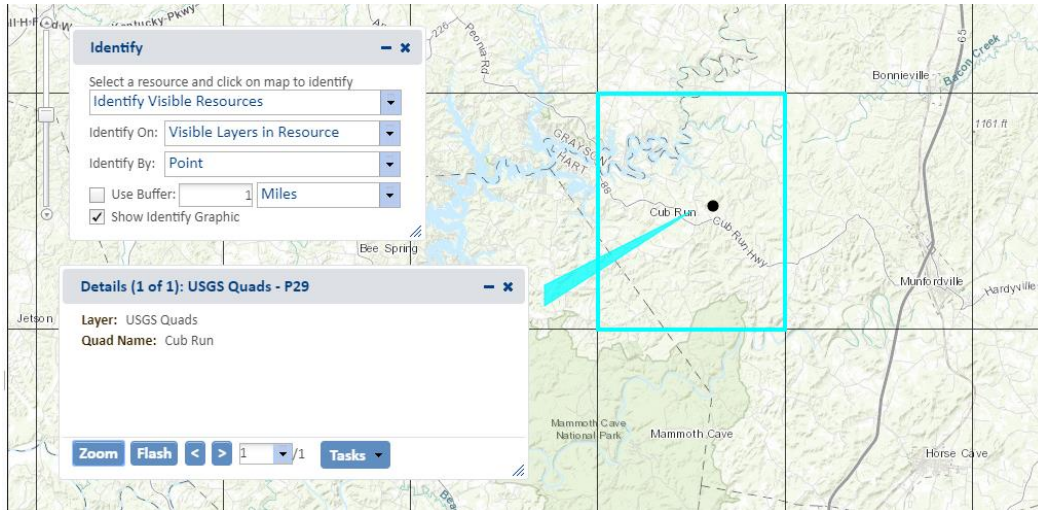 Kentucky-Pkwy
226
Peonia-Rd
65
Bacon Creek
Bonnieville
1161 ft
GRAYSON
HART
88
Cub Run
Cub Run-Hwy
Bee Spring
Munfordville
Hardyville
Jetson
Mammoth Cave
National Park
Mammoth Cave
Horse Cave
Identify
Select a resource and click on map to identify
Identify Visible Resources
Identify On: Visible Layers in Resource
Identify By: Point
Use Buffer: 1 Miles
Show Identify Graphic
Details (1 of 1): USGS Quads - P29
Layer: USGS Quads
Quad Name: Cub Run
Zoom Flash < > 1 /1 Tasks